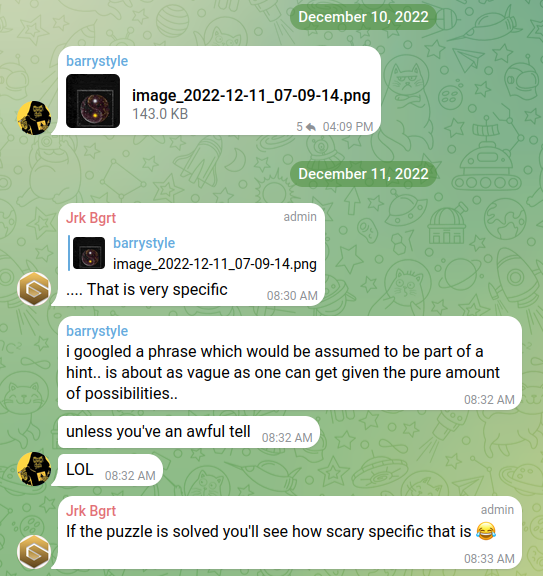 December 10, 2022
barrystyle
image_2022-12-11_07-09-14.png
143.0 KB
5 04:09 PM
December 11, 2022
Jrk Bgrt admin
barrystyle
image_2022-12-11_07-09-14.png
.... That is very specific 08:30 AM
barrystyle
i googled a phrase which would be assumed to be part of a
hint.. is about as vague as one can get given the pure amount
of possibilities.. 08:32 AM
unless you've an awful tell 08:32 AM
LOL 08:32 AM
Jrk Bgrt admin
If the puzzle is solved you'll see how scary specific that is 😂
08:33 AM